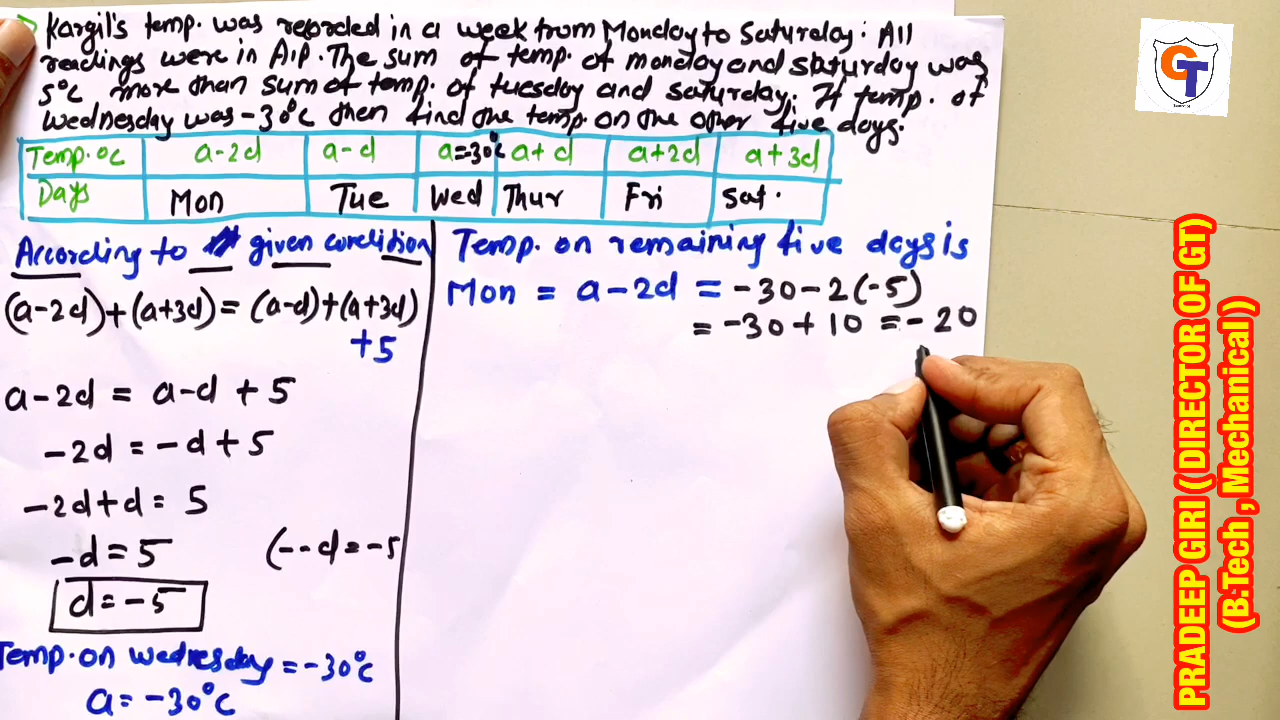 Kargil's temp. was recorded in a week from Monday to Saturday. All
readings were in A.P. The sum of temp. of monday and saturday was
5°C more than sum of temp. of tuesday and saturday. If temp. of
Wednesday was -30°C then find the temp. on the other five days.
Temp.°C a-2d a-d a=-30°C a+d a+2d a+3d
Days Mon Tue Wed Thur Fri Sat.
According to given condition
(a-2d)+(a+3d)=(a-d)+(a+3d)
+5
a-2d = a-d + 5
-2d = -d + 5
-2d+d = 5
-d = 5 (--d = -5
d = -5
Temp. on wednesday = -30°C
a = -30°C
Temp. on remaining five days is
Mon = a-2d = -30-2(-5)
= -30+10 = -20
GT
PRADEEP GIRI (( DIRECTOR OF GT)
(B.Tech , Mechanical )